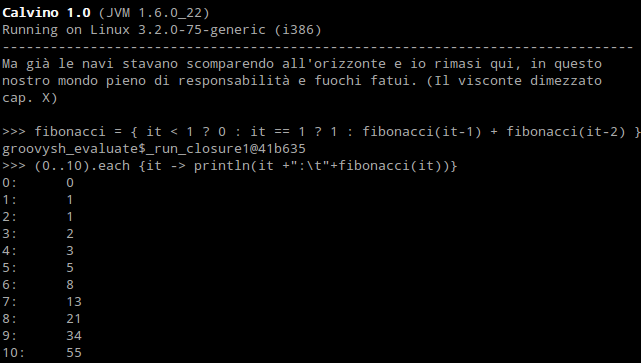 Calvino 1.0 (JVM 1.6.0_22)
Running on Linux 3.2.0-75-generic (i386)
-------------------------------------------------------------------------------
Ma già le navi stavano scomparendo all'orizzonte e io rimasi qui, in questo
nostro mondo pieno di responsabilità e fuochi fatui. (Il visconte dimezzato
cap. X)
>>> fibonacci = { it < 1 ? 0 : it == 1 ? 1 : fibonacci(it-1) + fibonacci(it-2) }
groovysh_evaluate$_run_closure1@41b635
>>> (0..10).each {it -> println(it +":\t"+fibonacci(it))}
0:	0
1:	1
2:	1
3:	2
4:	3
5:	5
6:	8
7:	13
8:	21
9:	34
10:	55